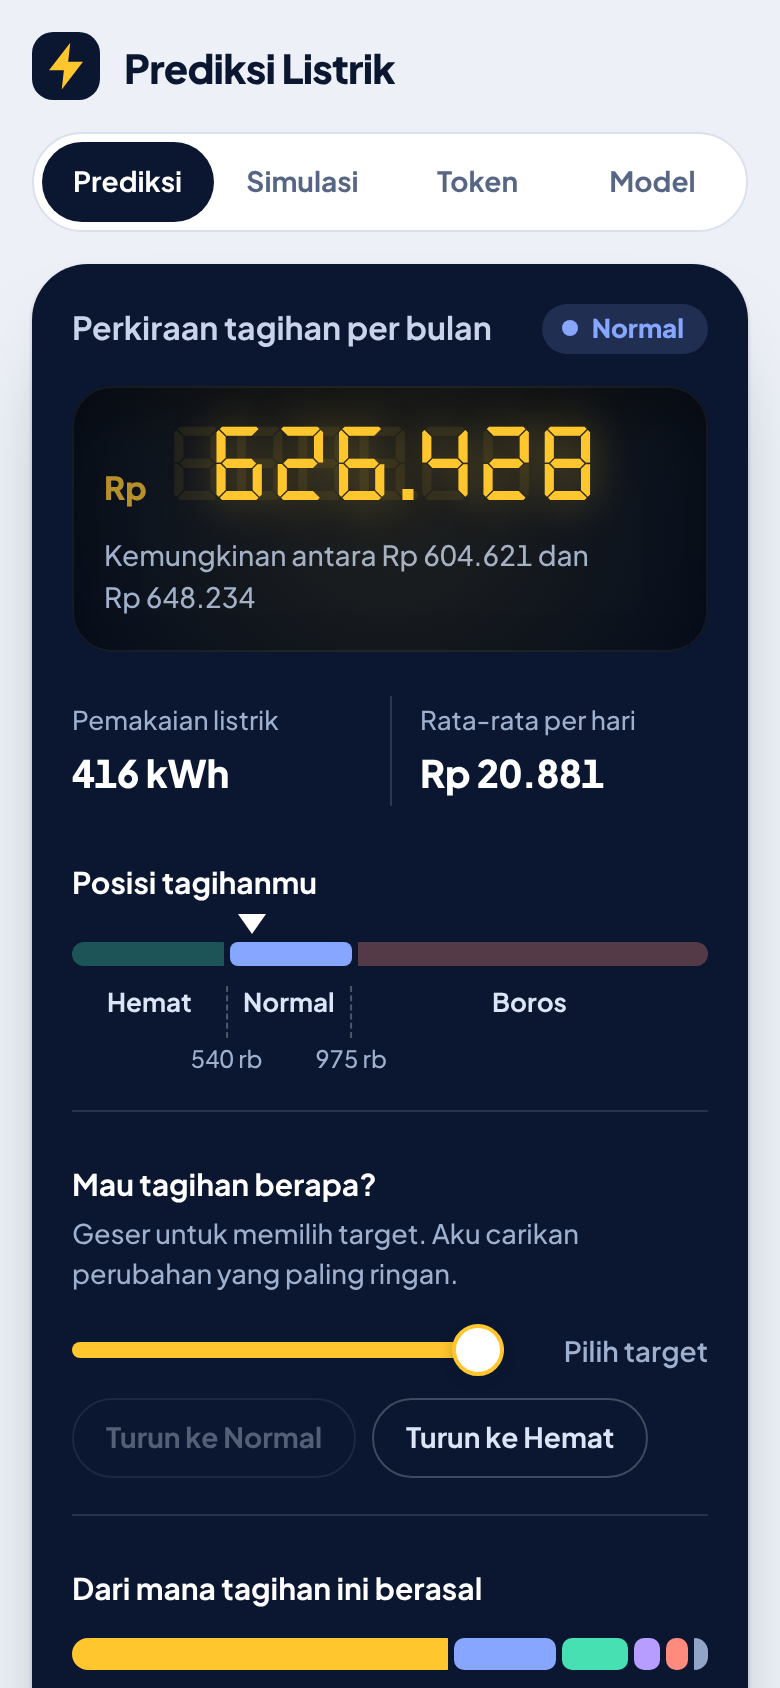 Prediksi Listrik
Prediksi Simulasi Token Model
Perkiraan tagihan per bulan Normal
Rp 626.428
Kemungkinan antara Rp 604.621 dan
Rp 648.234
Pemakaian listrik Rata-rata per hari
416 kWh Rp 20.881
Posisi tagihanmu
Hemat Normal Boros
540 rb 975 rb
Mau tagihan berapa?
Geser untuk memilih target. Aku carikan
perubahan yang paling ringan.
Pilih target
Turun ke Normal Turun ke Hemat
Dari mana tagihan ini berasal